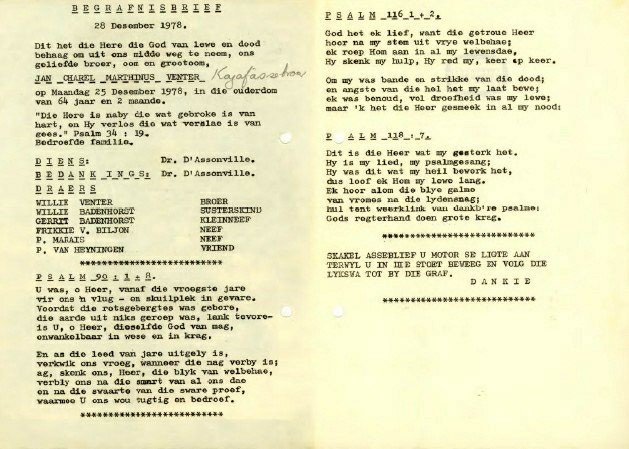 B E G R A F N I S B R I E F
28 Desember 1978.
Dit het die Here die God van lewe en dood
behaag om uit ons midde weg te neem, ons
geliefde broer, oom en grootoom,
JAN CHAREL MARTHINUS VENTER
op Maandag 25 Desember 1978, in die ouderdom
van 64 jaar en 2 maande.
"Die Here is naby die wat gebroke is van
hart, en Hy verlos die wat verslae is van
gees." Psalm 34 : 19.
Bedroefde familie.
D I E N S: Dr. D'Assonville.
B E D A N K I N G S: Dr. D'Assonville.
D R A E R S
WILLIE VENTER BROER
WILLIE BADENHORST SUSTERSKIND
GERRIT BADENHORST KLEINNEEF
FRIKKIE V. BILJON NEEF
P. MARAIS NEEF
P. VAN HEYNINGEN VRIEND
**************************
P S A L M 90 : 1 + 8.
U was, o Heer, vanaf die vroegste jare
vir ons 'n vlug - en skuilplek in gevare.
Voordat die rotsgebergtes was gebore,
die aarde uit niks geroep was, lank tevore-
is U, o Heer, dieselfde God van mag,
onwankelbaar in wese en in krag.
En as die leed van jare uitgely is,
verkwik ons vroeg, wanneer die nag verby is;
ag, skenk ons, Heer, die blyk van welbehae,
verbly ons na die smart van al ons dae
en na die swaarte van die sware proef,
waarmee U ons wou tugtig en bedroef.
**************************
P S A L M 116 1 + 2.
God het ek lief, want die getroue Heer
hoor na my stem uit vrye welbehae;
ek roep Hom aan in al my lewensdae,
Hy skenk my hulp, Hy red my, keer op keer.
Om my was bande en strikke van die dood;
en angste van die hel het my laat bewe;
ek was benoud, vol droefheid was my lewe;
maar 'k het die Heer gesmeek in al my nood:
P ALM 118 : 7.
Dit is die Heer wat my gesterk het.
Hy is my lied, my psalmgesang;
Hy was dit wat my heil bewerk het,
dus loof ek Hom my lewe lang.
Ek hoor alom die blye galme
van vromes na die lydensnag;
Hul tent weerklink van dankb're psalme:
Gods regterhand doen grote krag.
****************************
SKAKEL ASSEBLIEF U MOTOR SE LIGTE AAN
TERWYL U IN DIE STOET BEWEEG EN VOLG DIE
LYKSWA TOT BY DIE GRAF.
D A N K I E
****************************